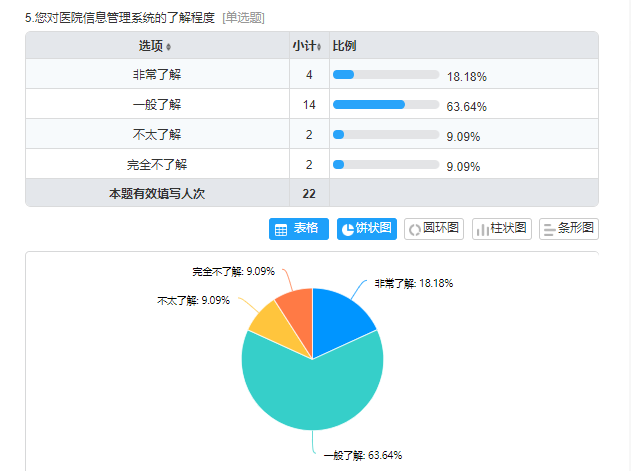 5.您对医院信息管理系统的了解程度 [单选题]
选项 小计 比例
非常了解 4 18.18%
一般了解 14 63.64%
不太了解 2 9.09%
完全不了解 2 9.09%
本题有效填写人次 22
表格 饼状图 圆环图 柱状图 条形图
完全不了解: 9.09%
非常了解: 18.18%
不太了解: 9.09%
一般了解: 63.64%